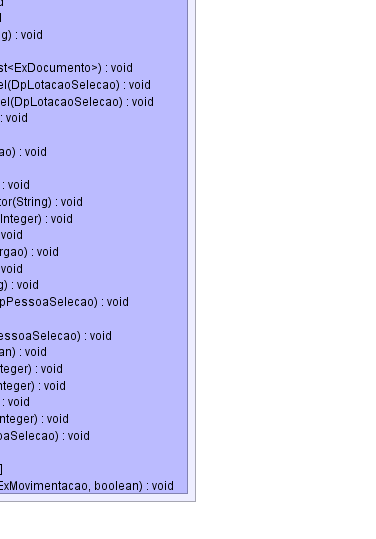 g) : void
st<ExDocumento>) : void
el(DpLotacaoSelecao) : void
el(DpLotacaoSelecao) : void
: void
ao) : void
: void
tor(String) : void
Integer) : void
void
rgao) : void
void
g) : void
pPessoaSelecao) : void
essoaSelecao) : void
an) : void
teger) : void
nteger) : void
: void
Integer) : void
oaSelecao) : void
]
ExMovimentacao, boolean) : void